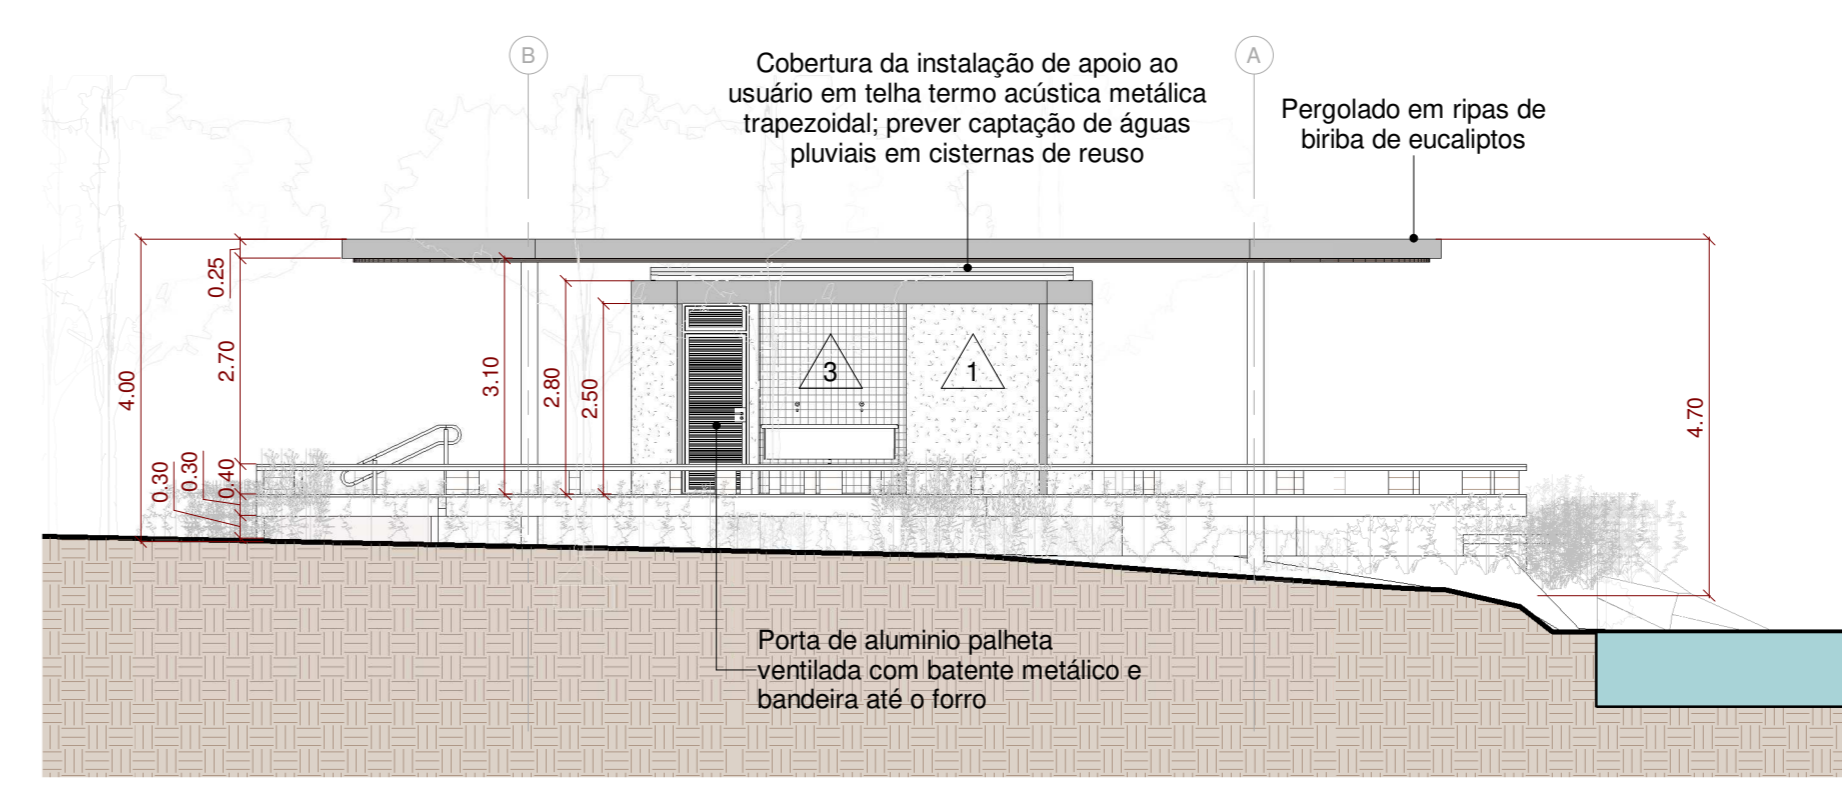 B
A
Cobertura da instalação de apoio ao
usuário em telha termo acústica metálica
trapezoidal; prever captação de águas
pluviais em cisternas de reuso
Pergolado em ripas de
biriba de eucaliptos
4.00
0.25
2.70
0.30
0.30
0.40
3.10
2.80
2.50
3
1
4.70
Porta de aluminio palheta
ventilada com batente metálico e
bandeira até o forro